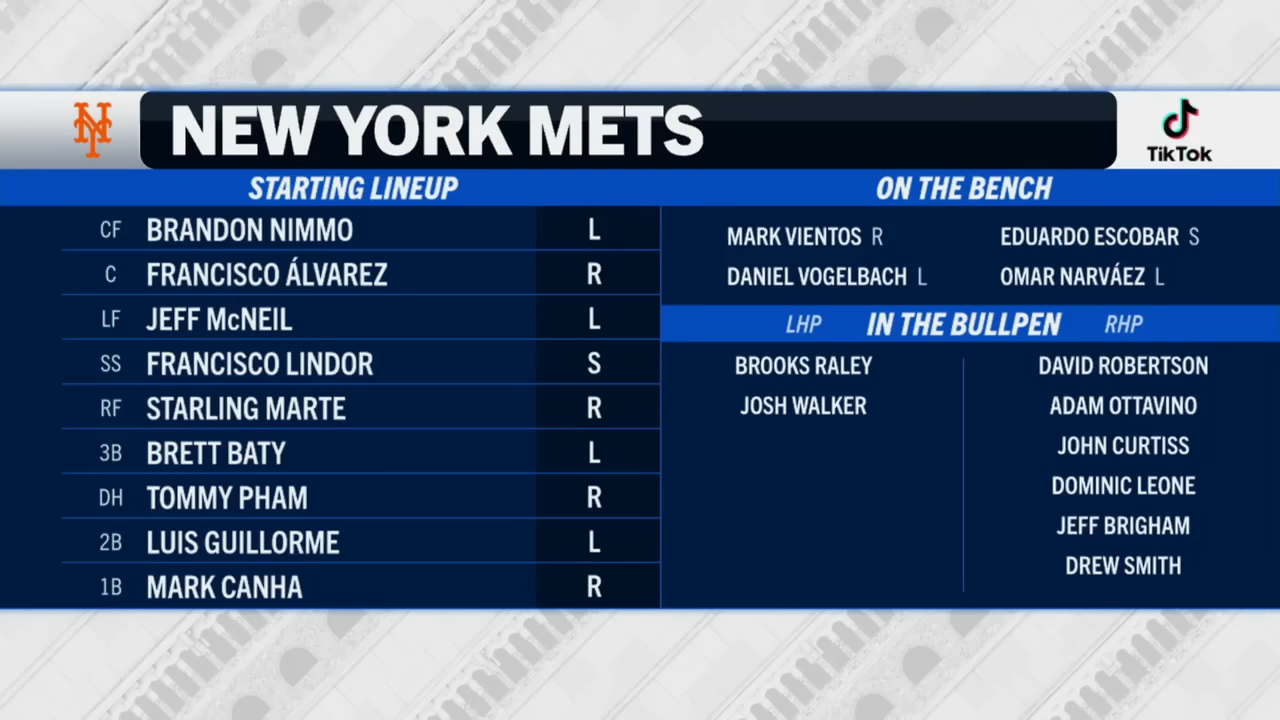 NY
NEW YORK METS
TikTok
STARTING LINEUP
CF BRANDON NIMMO L
C FRANCISCO ÁLVAREZ R
LF JEFF McNEIL L
SS FRANCISCO LINDOR S
RF STARLING MARTE R
3B BRETT BATY L
DH TOMMY PHAM R
2B LUIS GUILLORME L
1B MARK CANHA R
ON THE BENCH
MARK VIENTOS R EDUARDO ESCOBAR S
DANIEL VOGELBACH L OMAR NARVÁEZ L
LHP IN THE BULLPEN RHP
BROOKS RALEY
JOSH WALKER
DAVID ROBERTSON
ADAM OTTAVINO
JOHN CURTISS
DOMINIC LEONE
JEFF BRIGHAM
DREW SMITH